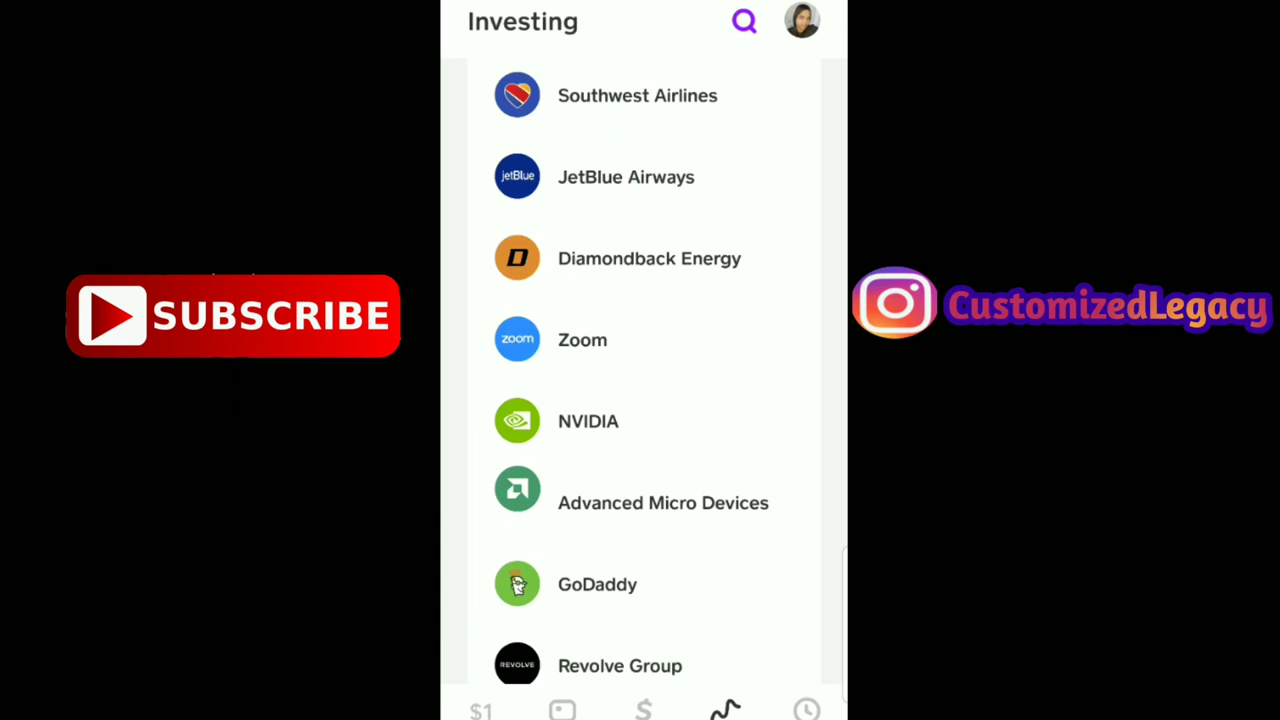 Investing
Southwest Airlines
jetBlue
JetBlue Airways
Diamondback Energy
zoom
Zoom
NVIDIA
Advanced Micro Devices
GoDaddy
REVOLVE
Revolve Group
$1
SUBSCRIBE
CustomizedLegacy